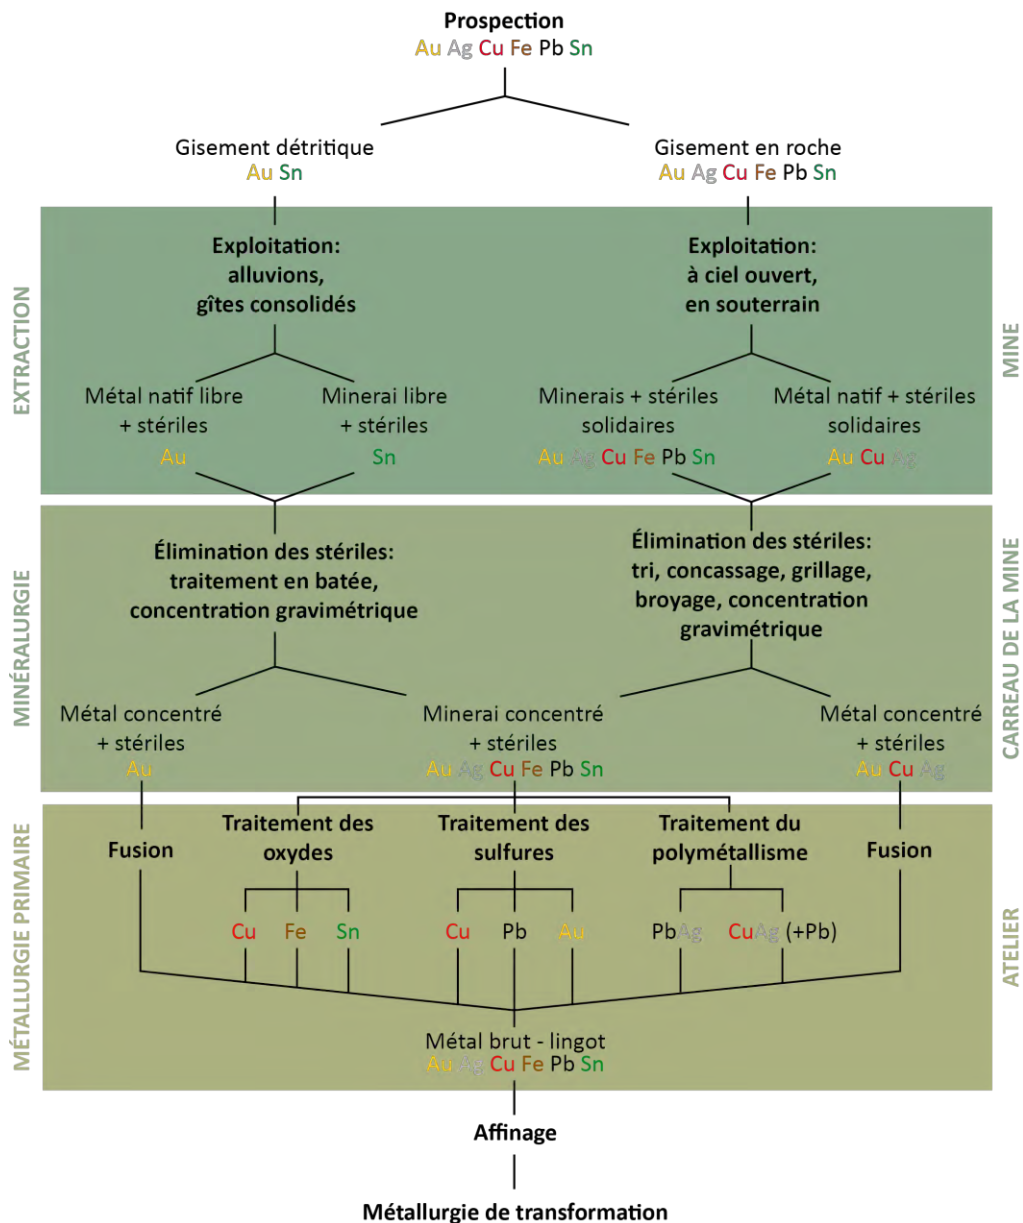 Prospection
Au Ag Cu Fe Pb Sn
Gisement détritique
Au Sn
Gisement en roche
Au Ag Cu Fe Pb Sn
EXTRACTION
MINE
Exploitation:
alluvions,
gîtes consolidés
Exploitation:
à ciel ouvert,
en souterrain
Métal natif libre
+ stériles
Au
Minerai libre
+ stériles
Sn
Minerais + stériles
solidaires
Au Ag Cu Fe Pb Sn
Métal natif + stériles
solidaires
Au Cu Ag
MINÉRALURGIE
CARREAU DE LA MINE
Élimination des stériles:
traitement en batée,
concentration gravimétrique
Élimination des stériles:
tri, concassage, grillage,
broyage, concentration
gravimétrique
Métal concentré
+ stériles
Au
Minerai concentré
+ stériles
Au Ag Cu Fe Pb Sn
Métal concentré
+ stériles
Au Cu Ag
MÉTALLURGIE PRIMAIRE
ATELIER
Fusion
Traitement des
oxydes
Cu Fe Sn
Traitement des
sulfures
Cu Pb Au
Traitement du
polymétallisme
PbAg CuAg (+Pb)
Fusion
Métal brut - lingot
Au Ag Cu Fe Pb Sn
Affinage
Métallurgie de transformation